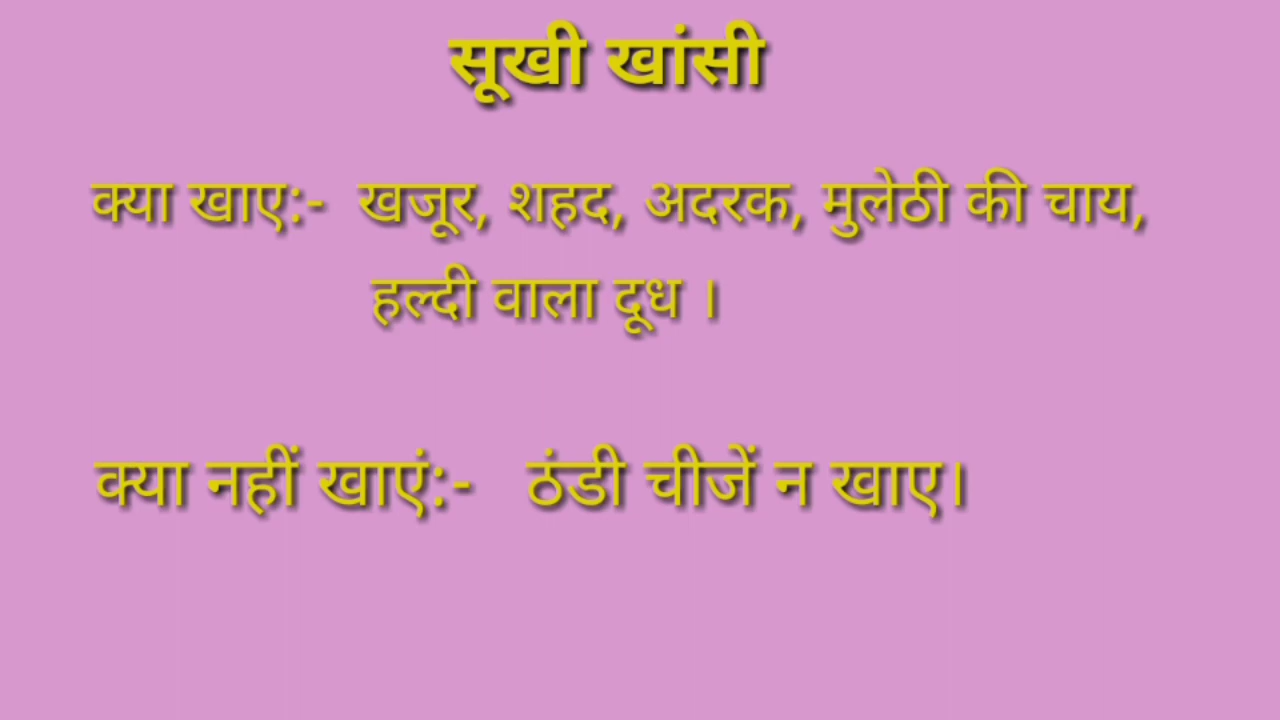 सूखी खांसी
क्या खाए:- खजूर, शहद, अदरक, मुलेठी की चाय,
हल्दी वाला दूध ।
क्या नहीं खाएं:- ठंडी चीजें न खाए।